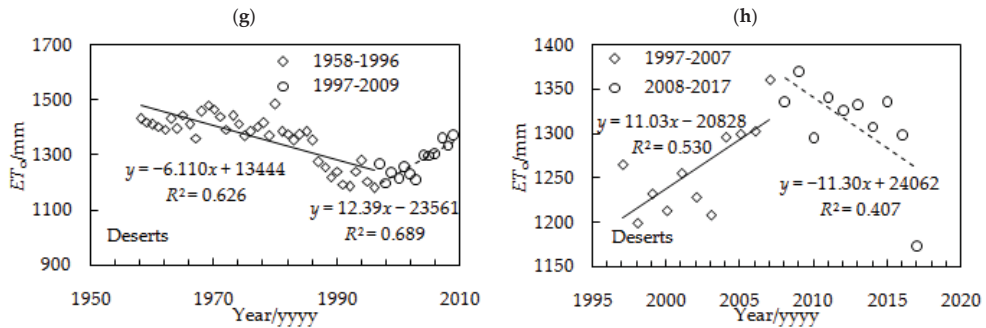 (g)
1700
1500
1300
1100
900
ETo/mm
1958-1996
1997-2009
y = −6.110x + 13444
R² = 0.626
y = 12.39x − 23561
R² = 0.689
Deserts
1950
1970
1990
2010
Year/yyyy
(h)
1400
1350
1300
1250
1200
1150
ETo/mm
1997-2007
2008-2017
y = 11.03x − 20828
R² = 0.530
y = −11.30x + 24062
R² = 0.407
Deserts
1995
2000
2005
2010
2015
2020
Year/yyyy